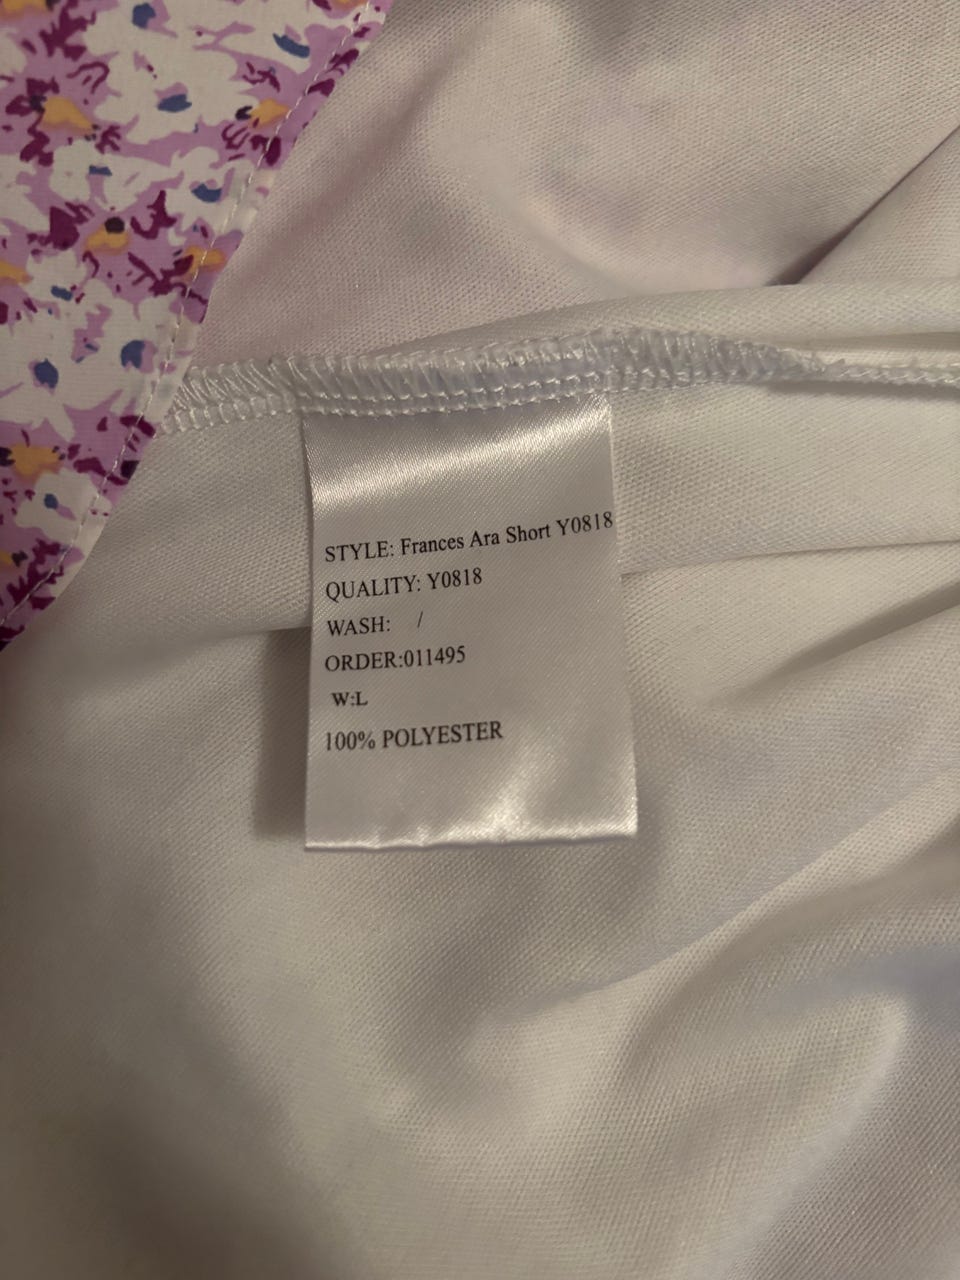 STYLE: Frances Ara Short Y0818
QUALITY: Y0818
WASH: /
ORDER:011495
W:L
100% POLYESTER